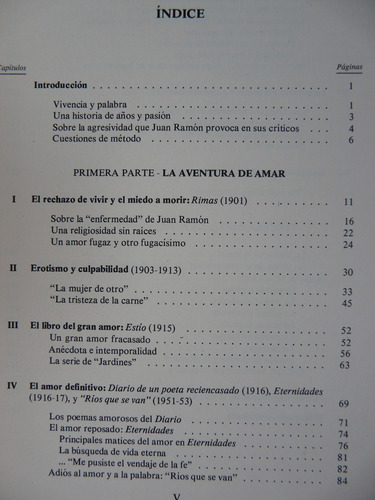 ÍNDICE
Capítulos Páginas
Introducción 1
Vivencia y palabra 1
Una historia de años y pasión 3
Sobre la agresividad que Juan Ramón provoca en sus críticos 4
Cuestiones de método 6
PRIMERA PARTE - LA AVENTURA DE AMAR
I El rechazo de vivir y el miedo a morir: Rimas (1901) 11
Sobre la “enfermedad” de Juan Ramón 16
Una religiosidad sin raíces 22
Un amor fugaz y otro fugacísimo 24
II Erotismo y culpabilidad (1903-1913) 30
“La mujer de otro” 33
“La tristeza de la carne” 45
III El libro del gran amor: Estío (1915) 52
Un gran amor fracasado 52
Anécdota e intemporalidad 56
La serie de “Jardines” 63
IV El amor definitivo: Diario de un poeta reciencasado (1916), Eternidades
(1916-17), y “Ríos que se van” (1951-53) 69
Los poemas amorosos del Diario 71
El amor reposado: Eternidades 74
Principales matices del amor en Eternidades 76
La búsqueda de vida eterna 81
... “Me pusiste el vendaje de la fe” 82
Adiós al amor y a la palabra: “Ríos que se van” 84
V